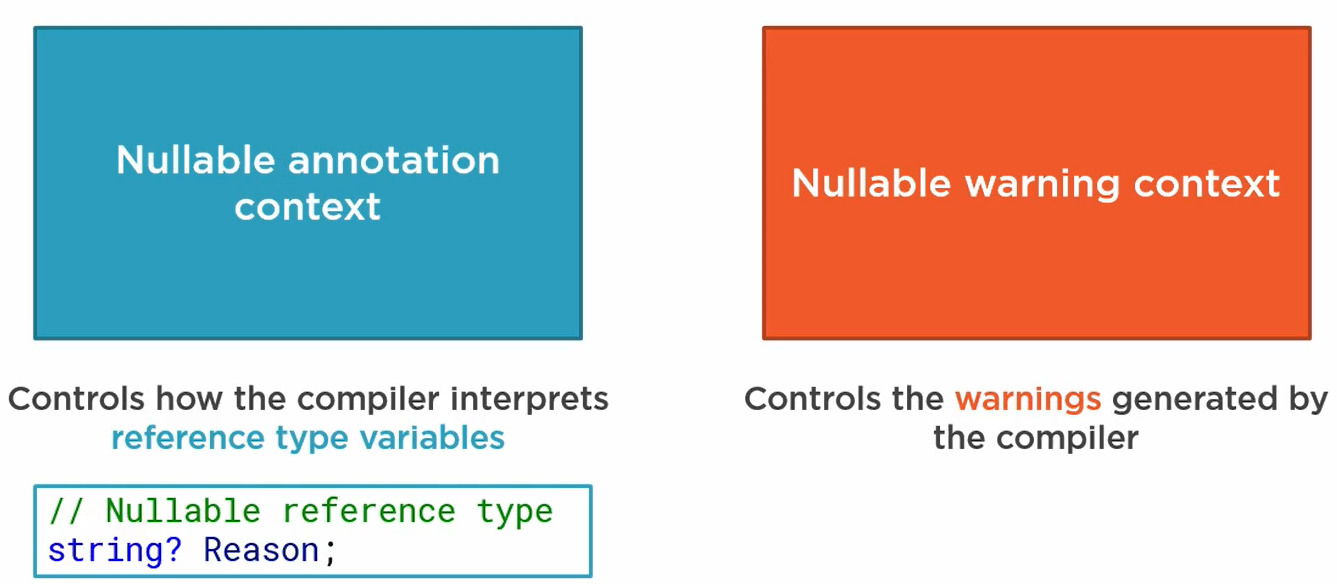 Nullable annotation
context
Controls how the compiler interprets
reference type variables
// Nullable reference type
string? Reason;
Nullable warning context
Controls the warnings generated by
the compiler